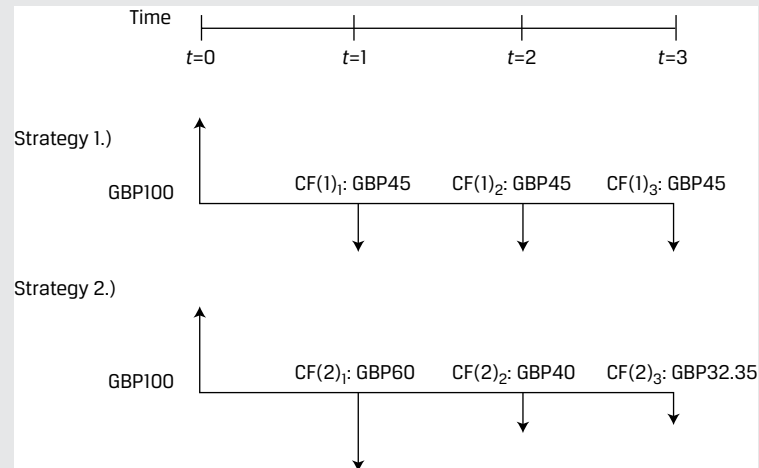 Time
t=0 t=1 t=2 t=3
Strategy 1.)
GBP100 CF(1)₁: GBP45 CF(1)₂: GBP45 CF(1)₃: GBP45
Strategy 2.)
GBP100 CF(2)₁: GBP60 CF(2)₂: GBP40 CF(2)₃: GBP32.35